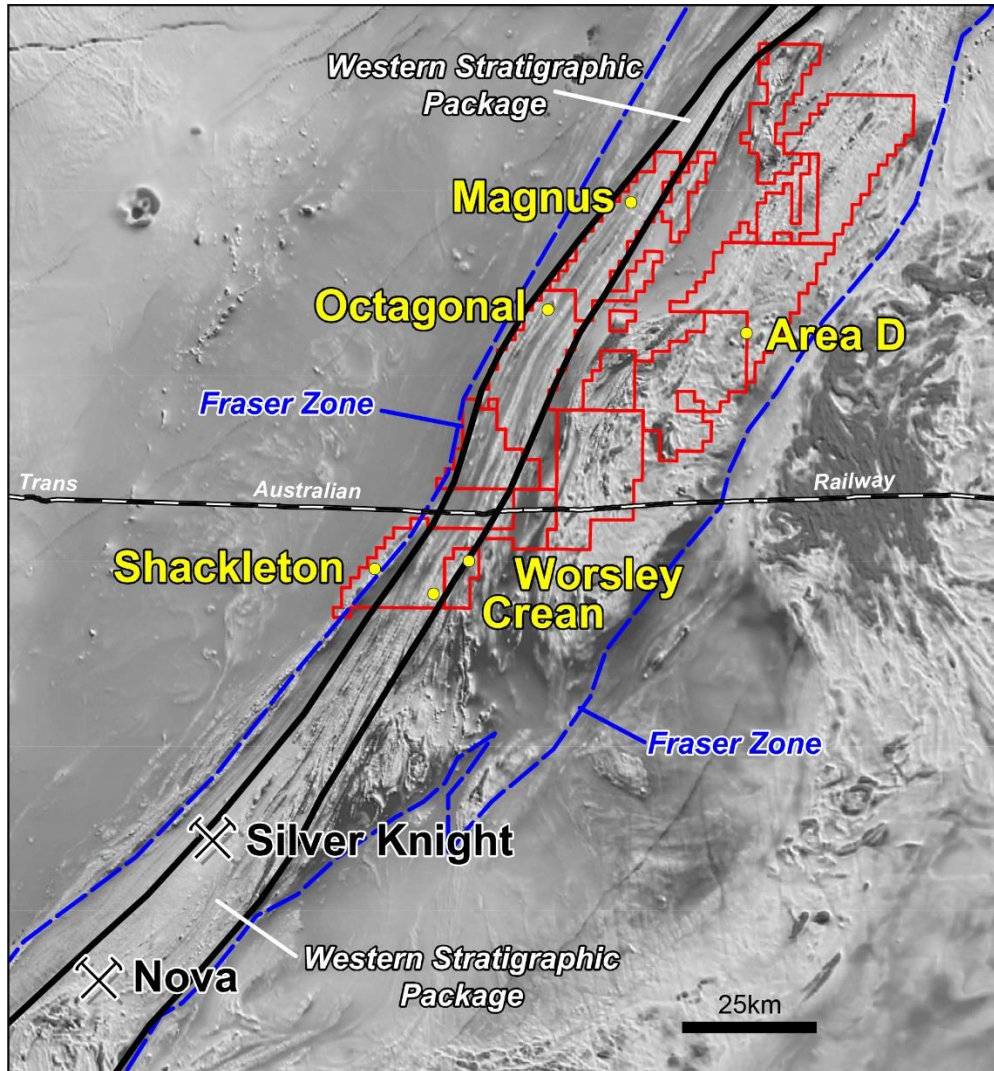 Western Stratigraphic
Package
Magnus
Octagonal
Area D
Fraser Zone
Trans Australian Railway
Shackleton
Worsley
Crean
Fraser Zone
Silver Knight
Western Stratigraphic
Package
Nova
25km